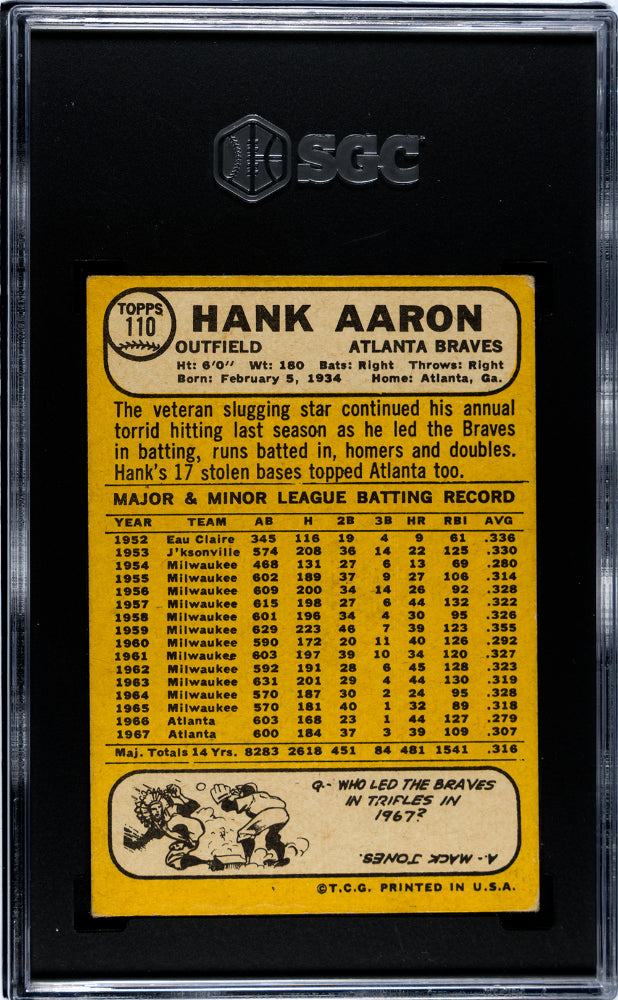 SGC
TOPPS
110
HANK AARON
OUTFIELD ATLANTA BRAVES
Ht: 6'0" Wt: 180 Bats: Right Throws: Right
Born: February 5, 1934 Home: Atlanta, Ga.
The veteran slugging star continued his annual
torrid hitting last season as he led the Braves
in batting, runs batted in, homers and doubles.
Hank's 17 stolen bases topped Atlanta too.
MAJOR & MINOR LEAGUE BATTING RECORD
YEAR TEAM AB H 2B 3B HR RBI AVG
1952 Eau Claire 345 116 19 4 9 61 .336
1953 J'ksonville 574 208 36 14 22 125 .330
1954 Milwaukee 468 131 27 6 13 69 .280
1955 Milwaukee 602 189 37 9 27 106 .314
1956 Milwaukee 609 200 34 14 26 92 .328
1957 Milwaukee 615 198 27 6 44 132 .322
1958 Milwaukee 601 196 34 4 30 95 .326
1959 Milwaukee 629 223 46 7 39 123 .355
1960 Milwaukee 590 172 20 11 40 126 .292
1961 Milwaukee 603 197 39 10 34 120 .327
1962 Milwaukee 592 191 28 6 45 128 .323
1963 Milwaukee 631 201 29 4 44 130 .319
1964 Milwaukee 570 187 30 2 24 95 .328
1965 Milwaukee 570 181 40 1 32 89 .318
1966 Atlanta 603 168 23 1 44 127 .279
1967 Atlanta 600 184 37 3 39 109 .307
Maj. Totals 14 Yrs. 8283 2618 451 84 481 1541 .316
Q- WHO LED THE BRAVES
IN TRIPLES IN
1967?
A- MACK JONES.
©T.C.G. PRINTED IN U.S.A.